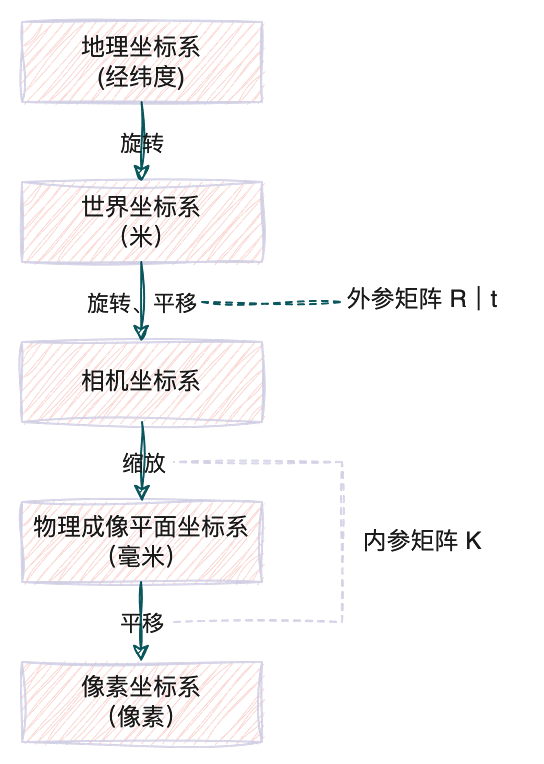 地理坐标系
(经纬度)
旋转
世界坐标系
（米）
旋转、平移
外参矩阵 R｜t
相机坐标系
缩放
物理成像平面坐标系
（毫米）
内参矩阵 K
平移
像素坐标系
（像素）